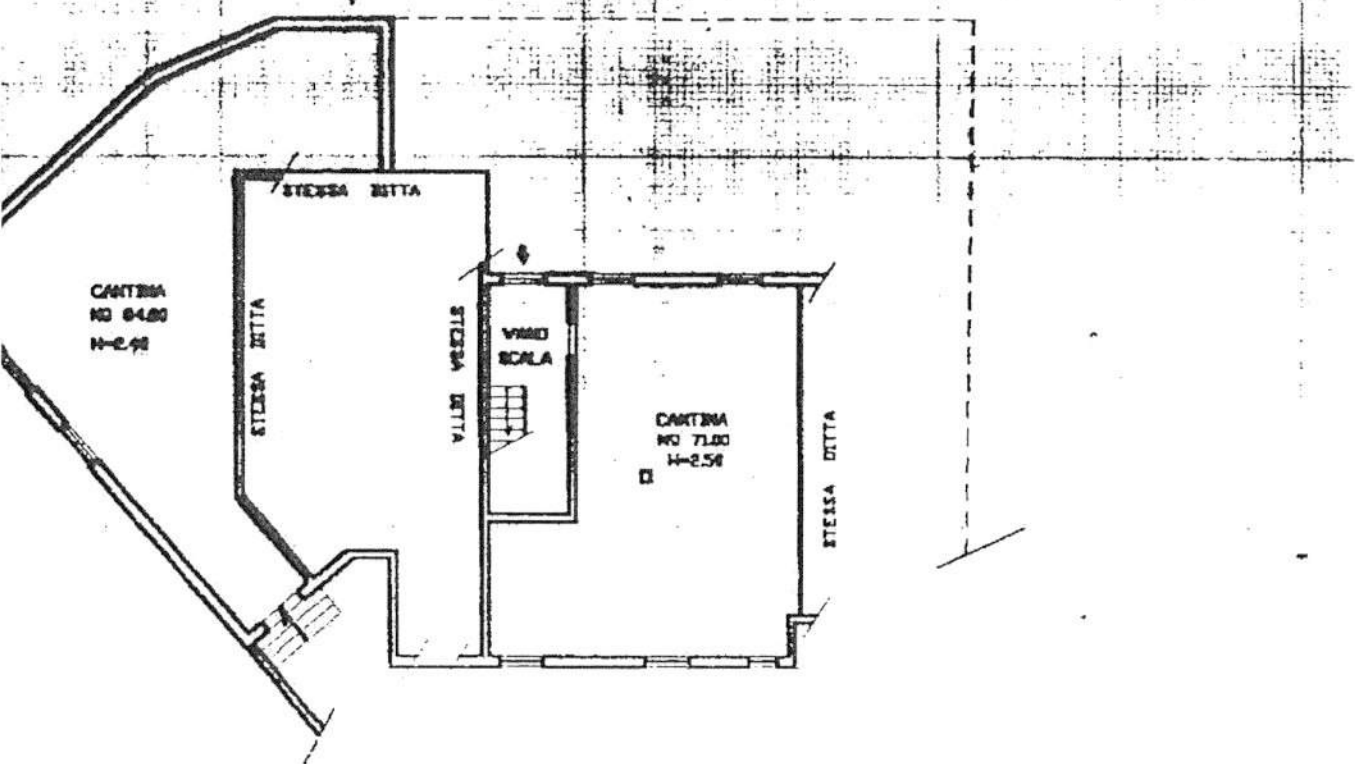 STESSA DITTA
CANTINA
MQ 84.00
H=2.40
STESSA DITTA
STESSA DITTA
VANO
SCALA
CANTINA
MQ 71.00
H=2.50
STESSA DITTA